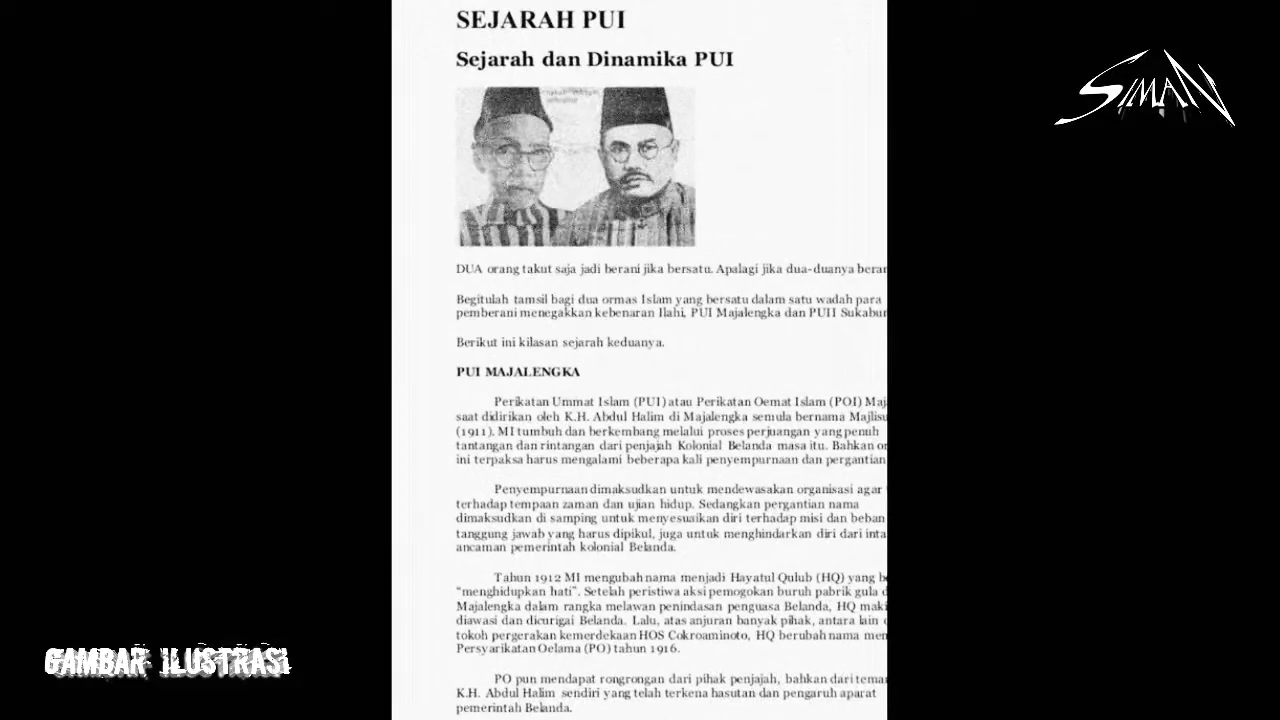 SEJARAH PUI
Sejarah dan Dinamika PUI
DUA orang takut saja jadi berani jika bersatu. Apalagi jika dua-duanya beran
Begitulah tamsil bagi dua ormas Islam yang bersatu dalam satu wadah para
pemberani menegakkan kebenaran Ilahi, PUI Majalengka dan PUII Sukabu
Berikut ini kilasan sejarah keduanya.
PUI MAJALENGKA
Perikatan Ummat Islam (PUI) atau Perikatan Oemat Islam (POI) Maj
saat didirikan oleh K.H. Abdul Halim di Majalengka semula bernama Majlisu
(1911). MI tumbuh dan berkembang melalui proses perjuangan yang penuh
tantangan dan rintangan dari penjajah Kolonial Belanda masa itu. Bahkan or
ini terpaksa harus mengalami beberapa kali penyempurnaan dan pergantian
Penyempurnaan dimaksudkan untuk mendewasakan organisasi agar
terhadap tempaan zaman dan ujian hidup. Sedangkan pergantian nama
dimaksudkan di samping untuk menyesuaikan diri terhadap misi dan beban
tanggung jawab yang harus dipikul, juga untuk menghindarkan diri dari inta
ancaman pemerintah kolonial Belanda.
Tahun 1912 MI mengubah nama menjadi Hayatul Qulub (HQ) yang be
"menghidupkan hati". Setelah peristiwa aksi pemogokan buruh pabrik gula d
Majalengka dalam rangka melawan penindasan penguasa Belanda, HQ maki
diawasi dan dicurigai Belanda. Lalu, atas anjuran banyak pihak, antara lain
tokoh pergerakan kemerdekaan HOS Cokroaminoto, HQ berubah nama men
Persyarikatan Oelama (PO) tahun 1916.
PO pun mendapat rongrongan dari pihak penjajah, bahkan dari teman
K.H. Abdul Halim sendiri yang telah terkena hasutan dan pengaruh aparat
pemerintah Belanda.
SIMAN
GAMBAR ILUSTRASI